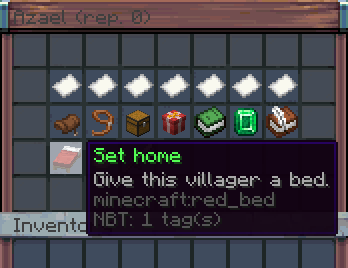 Azael (rep. 0)
Set home
Give this villager a bed.
minecraft:red_bed
NBT: 1 tag(s)
Invento